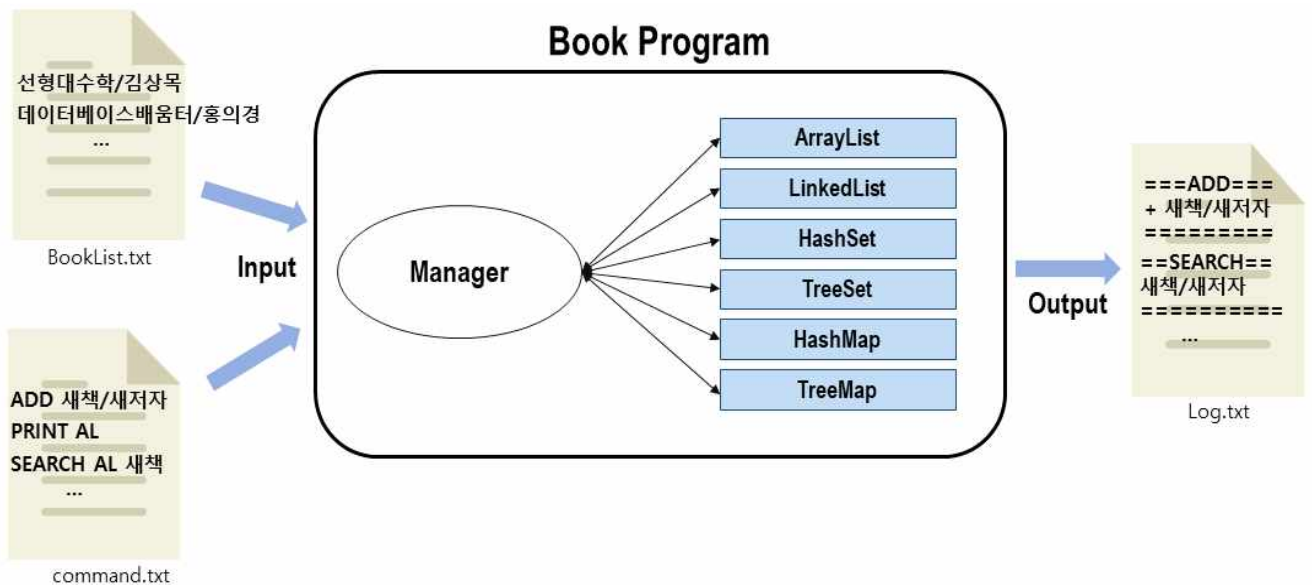 Book Program
선형대수학/김상목
데이터베이스배움터/홍의경
...
BookList.txt
Input
ADD 새책/새저자
PRINT AL
SEARCH AL 새책
...
command.txt
Manager
ArrayList
LinkedList
HashSet
TreeSet
HashMap
TreeMap
Output
===ADD===
+ 새책/새저자
=========
==SEARCH==
새책/새저자
==========
...
Log.txt